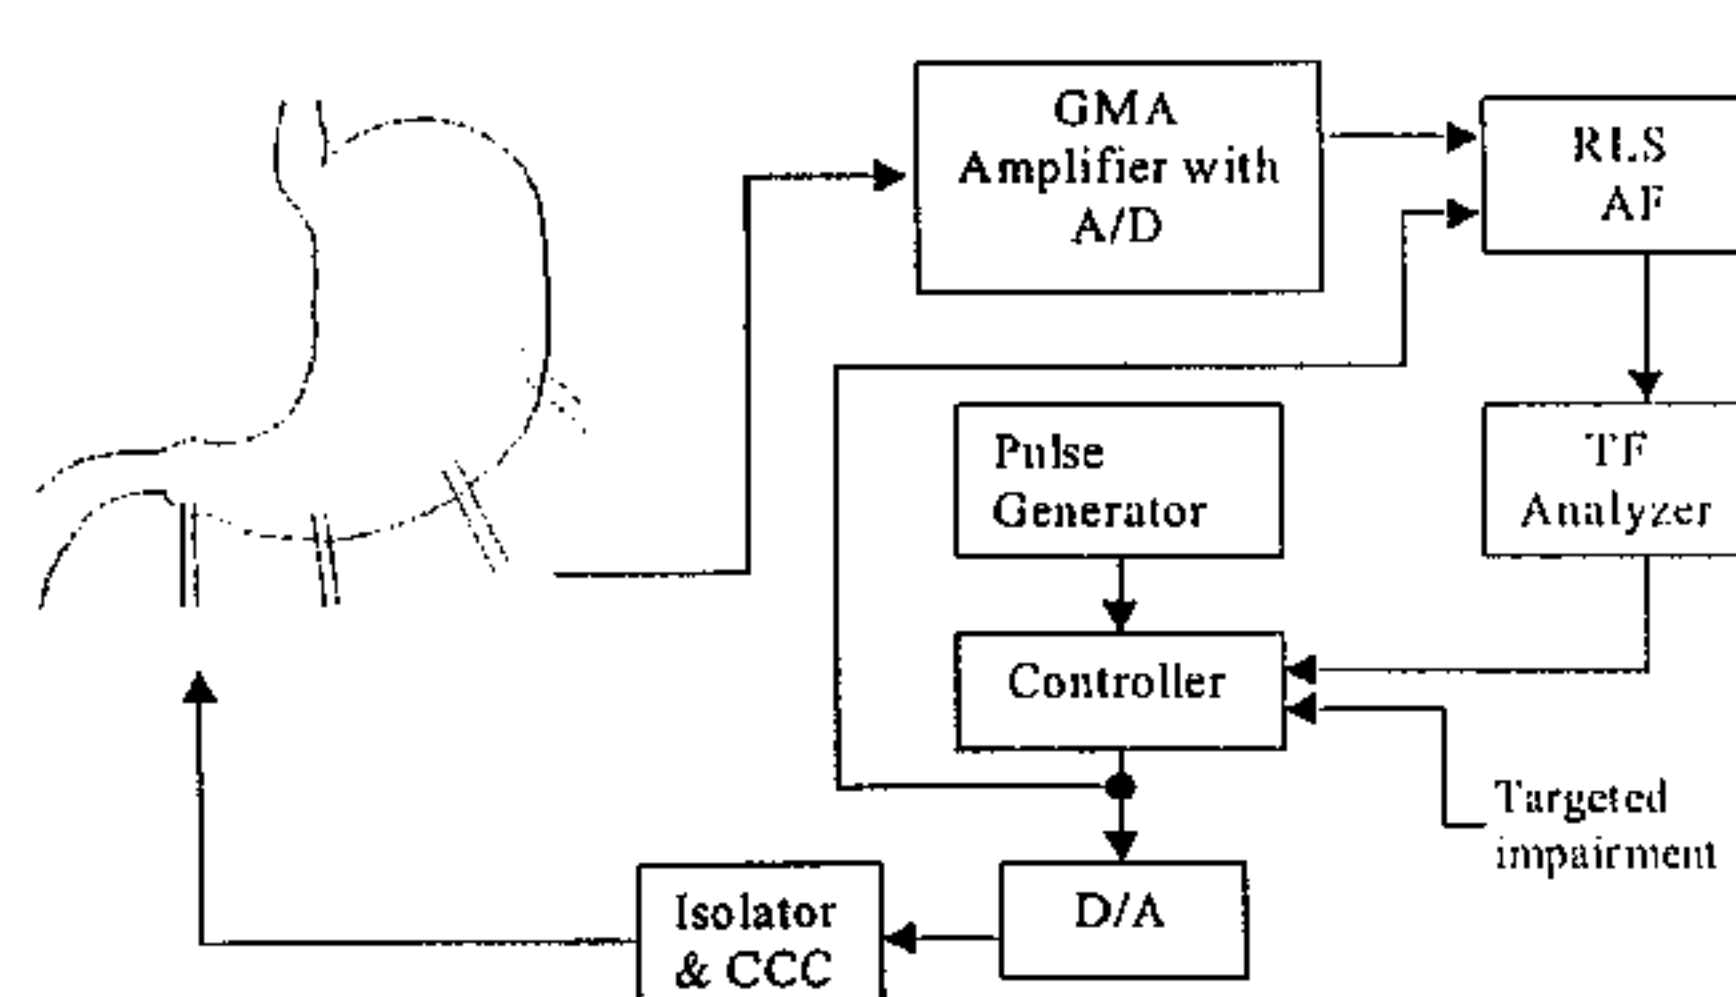 GMA
Amplifier with
A/D
RLS
AF
Pulse
Generator
TF
Analyzer
Controller
Targeted
impairment
D/A
Isolator
& CCC